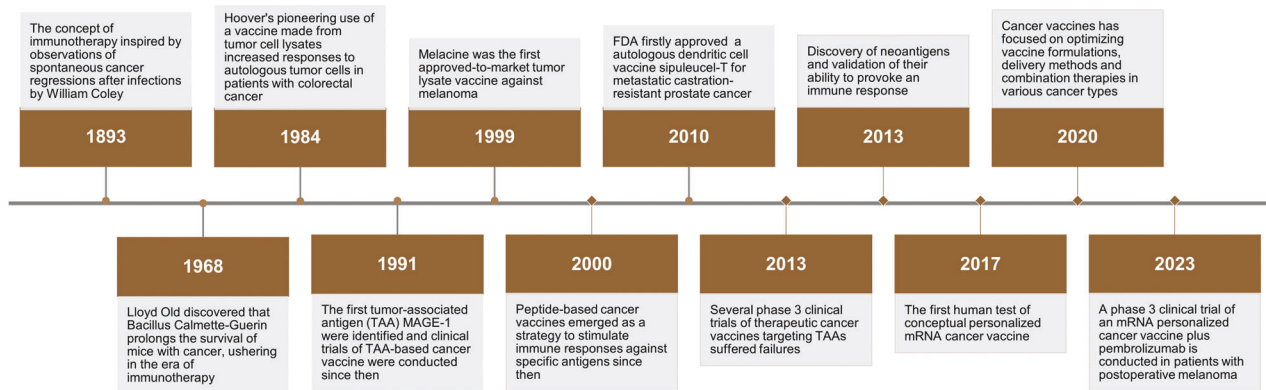 The concept of
immunotherapy inspired by
observations of
spontaneous cancer
regressions after infections
by William Coley
1893
Lloyd Old discovered that
Bacillus Calmette-Guerin
prolongs the survival of
mice with cancer, ushering
in the era of
immunotherapy
1968
Hoover's pioneering use of
a vaccine made from
tumor cell lysates
increased responses to
autologous tumor cells in
patients with colorectal
cancer
1984
1991
The first tumor-associated
antigen (TAA) MAGE-1
were identified and clinical
trials of TAA-based cancer
vaccine were conducted
since then
Melacine was the first
approved-to-market tumor
lysate vaccine against
melanoma
1999
2000
Peptide-based cancer
vaccines emerged as a
strategy to stimulate
immune responses against
specific antigens since
then
FDA firstly approved a
autologous dendritic cell
vaccine sipuleucel-T for
metastatic castration-
resistant prostate cancer
2010
2013
Several phase 3 clinical
trials of therapeutic cancer
vaccines targeting TAAs
suffered failures
Discovery of neoantigens
and validation of their
ability to provoke an
immune response
2013
2017
The first human test of
conceptual personalized
mRNA cancer vaccine
Cancer vaccines has
focused on optimizing
vaccine formulations,
delivery methods and
combination therapies in
various cancer types
2020
2023
A phase 3 clinical trial of
an mRNA personalized
cancer vaccine plus
pembrolizumab is
conducted in patients with
postoperative melanoma